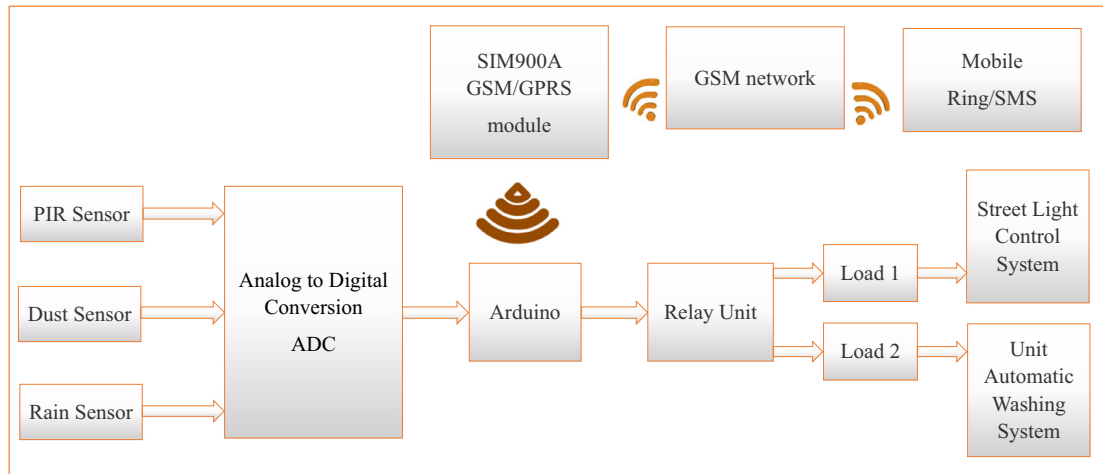 SIM900A
GSM/GPRS
module
GSM network
Mobile
Ring/SMS
PIR Sensor
Dust Sensor
Rain Sensor
Analog to Digital
Conversion
ADC
Arduino
Relay Unit
Load 1
Load 2
Street Light
Control
System
Unit
Automatic
Washing
System